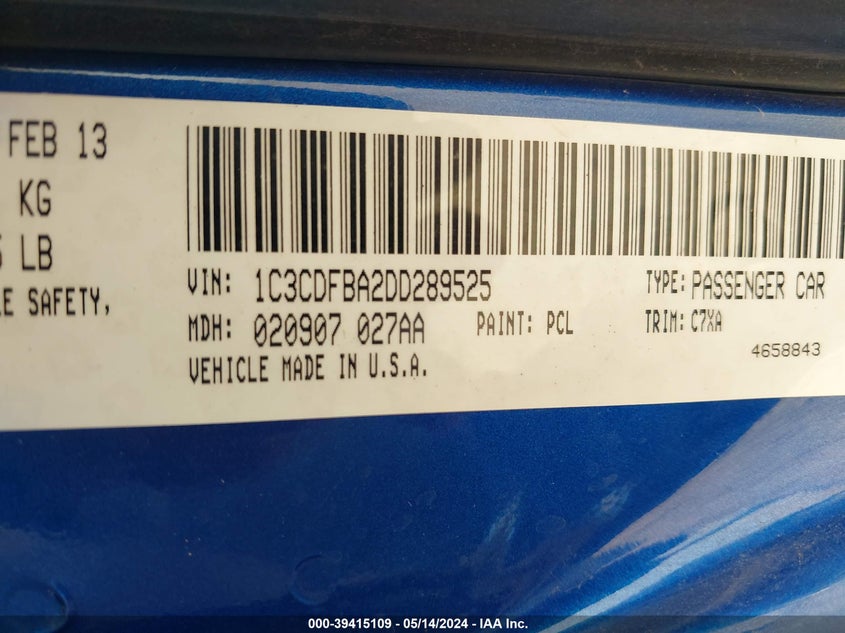 FEB 13
KG
LB
SAFETY,
VIN: 1C3CDFBA2DD289525 TYPE: PASSENGER CAR
MDH: 020907 027AA PAINT: PCL TRIM: C7XA
VEHICLE MADE IN U.S.A. 4658843
000-39415109 - 05/14/2024 - IAA Inc.